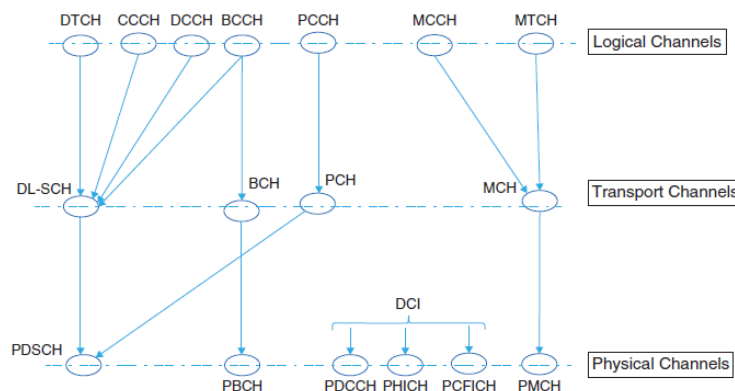 DTCH CCCH DCCH BCCH PCCH MCCH MTCH
Logical Channels
DL-SCH BCH PCH MCH
Transport Channels
DCI
PDSCH
Physical Channels
PBCH PDCCH PHICH PCFICH PMCH